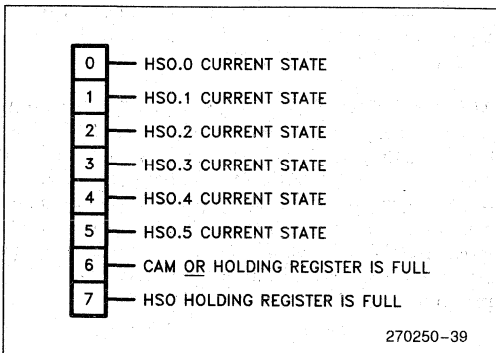 0 HSO.0 CURRENT STATE
1 HSO.1 CURRENT STATE
2 HSO.2 CURRENT STATE
3 HSO.3 CURRENT STATE
4 HSO.4 CURRENT STATE
5 HSO.5 CURRENT STATE
6 CAM OR HOLDING REGISTER IS FULL
7 HSO HOLDING REGISTER IS FULL
270250-39